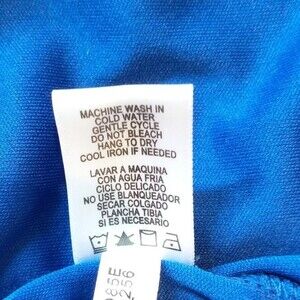 MACHINE WASH IN
COLD WATER
GENTLE CYCLE
DO NOT BLEACH
HANG TO DRY
COOL IRON IF NEEDED
LAVAR A MAQUINA
CON AGUA FRIA
CICLO DELICADO
NO USE BLANQUEADOR
SECAR COLGADO
PLANCHA TIBIA
SI ES NECESARIO